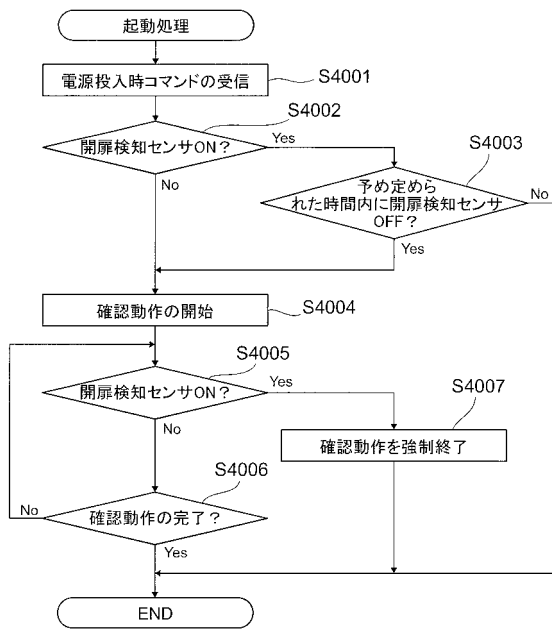 起動処理
電源投入時コマンドの受信
S4001
S4002
開扉検知センサON？
Yes
No
S4003
予め定めら
れた時間内に開扉検知センサ
OFF？
No
Yes
確認動作の開始
S4004
S4005
開扉検知センサON？
Yes
No
S4007
確認動作を強制終了
S4006
確認動作の完了？
No
Yes
END